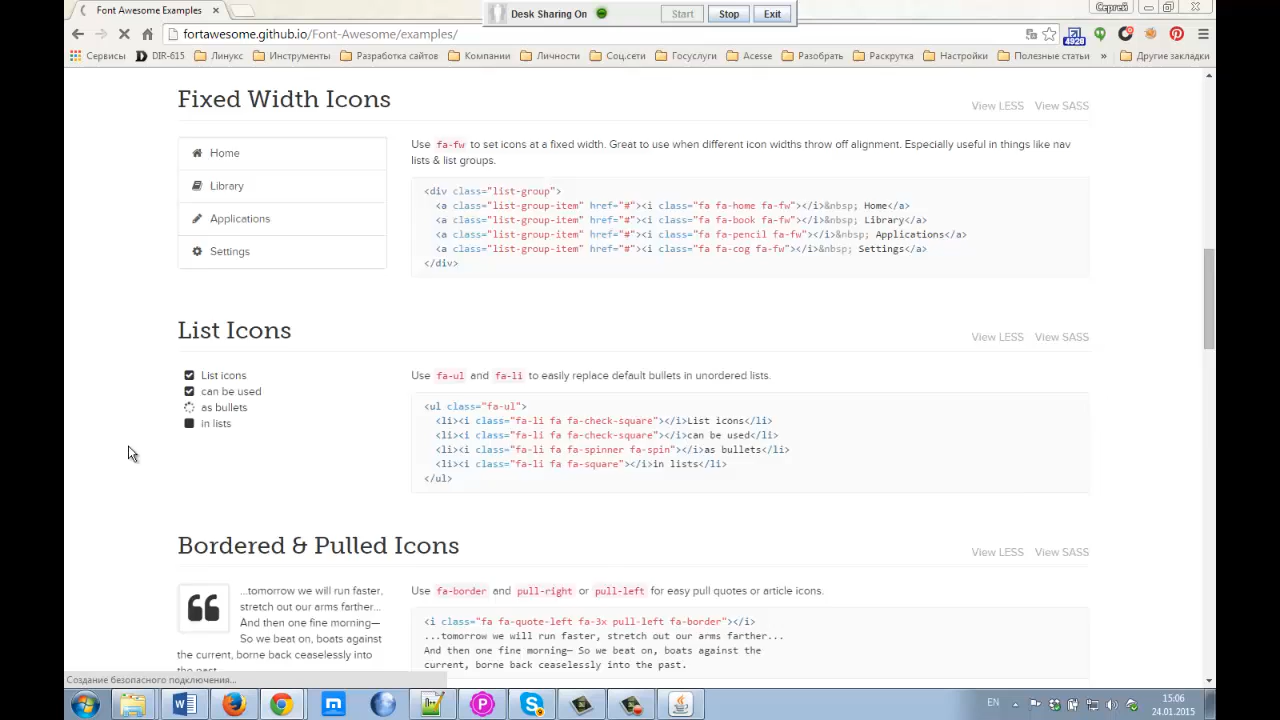 Font Awesome Examples
Desk Sharing On
Start
Stop
Exit
Сергей
fortawesome.github.io/Font-Awesome/examples/
4928
Сервисы
DIR-615
Линукс
Инструменты
Разработка сайтов
Компании
Личности
Соц.сети
Госуслуги
Acesse
Разобрать
Раскрутка
Настройки
Полезные статьи
»
Другие закладки
Fixed Width Icons
View LESS View SASS
Home
Library
Applications
Settings
Use fa-fw to set icons at a fixed width. Great to use when different icon widths throw off alignment. Especially useful in things like nav
lists & list groups.
<div class="list-group">
<a class="list-group-item" href="#"><i class="fa fa-home fa-fw"></i>&nbsp; Home</a>
<a class="list-group-item" href="#"><i class="fa fa-book fa-fw"></i>&nbsp; Library</a>
<a class="list-group-item" href="#"><i class="fa fa-pencil fa-fw"></i>&nbsp; Applications</a>
<a class="list-group-item" href="#"><i class="fa fa-cog fa-fw"></i>&nbsp; Settings</a>
</div>
List Icons
View LESS View SASS
List icons
can be used
as bullets
in lists
Use fa-ul and fa-li to easily replace default bullets in unordered lists.
<ul class="fa-ul">
<li><i class="fa-li fa fa-check-square"></i>List icons</li>
<li><i class="fa-li fa fa-check-square"></i>can be used</li>
<li><i class="fa-li fa fa-spinner fa-spin"></i>as bullets</li>
<li><i class="fa-li fa fa-square"></i>in lists</li>
</ul>
Bordered & Pulled Icons
View LESS View SASS
...tomorrow we will run faster,
stretch out our arms farther...
And then one fine morning—
So we beat on, boats against
the current, borne back ceaselessly into
the past.
Use fa-border and pull-right or pull-left for easy pull quotes or article icons.
<i class="fa fa-quote-left fa-3x pull-left fa-border"></i>
...tomorrow we will run faster, stretch out our arms farther...
And then one fine morning— So we beat on, boats against the
current, borne back ceaselessly into the past.
Создание безопасного подключения...
EN
15:06
24.01.2015